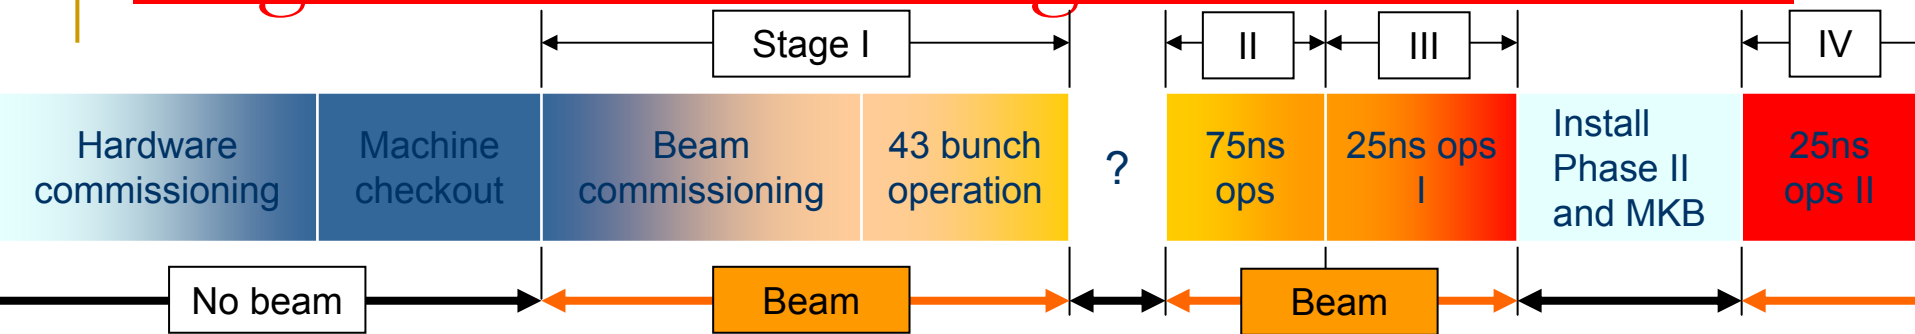 Stage I
II
III
IV
Hardware
commissioning
Machine
checkout
Beam
commissioning
43 bunch
operation
?
75ns
ops
25ns ops
I
Install
Phase II
and MKB
25ns
ops II
No beam
Beam
Beam